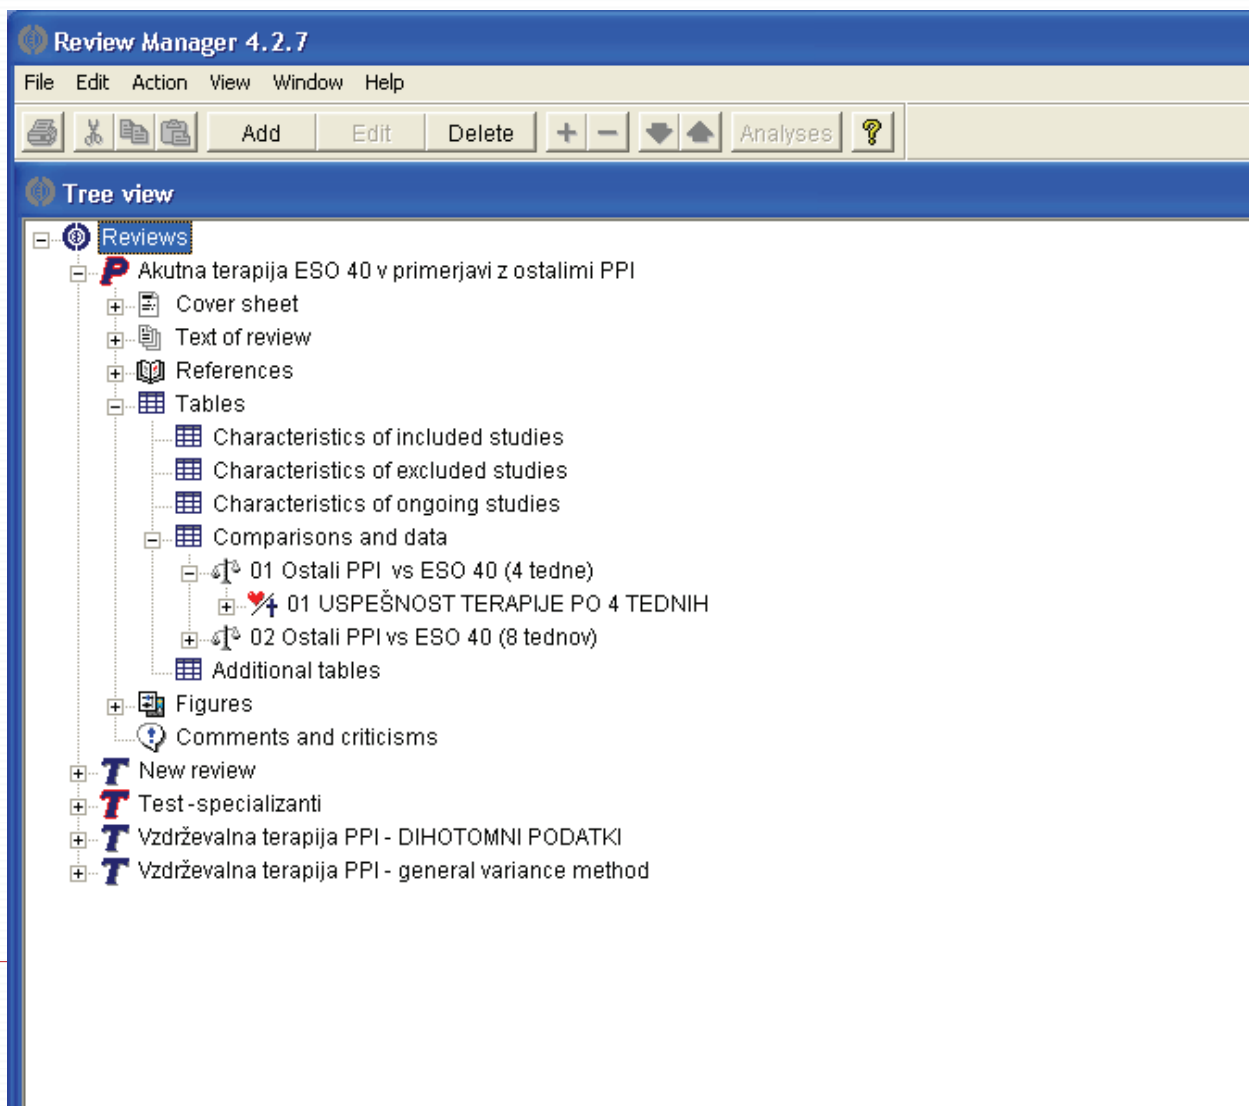 Review Manager 4.2.7
File Edit Action View Window Help
Add Edit Delete Analyses
Tree view
Reviews
Akutna terapija ESO 40 v primerjavi z ostalimi PPI
Cover sheet
Text of review
References
Tables
Characteristics of included studies
Characteristics of excluded studies
Characteristics of ongoing studies
Comparisons and data
01 Ostali PPI vs ESO 40 (4 tedne)
01 USPEŠNOST TERAPIJE PO 4 TEDNIH
02 Ostali PPI vs ESO 40 (8 tednov)
Additional tables
Figures
Comments and criticisms
New review
Test-specializanti
Vzdrževalna terapija PPI - DIHOTOMNI PODATKI
Vzdrževalna terapija PPI - general variance method